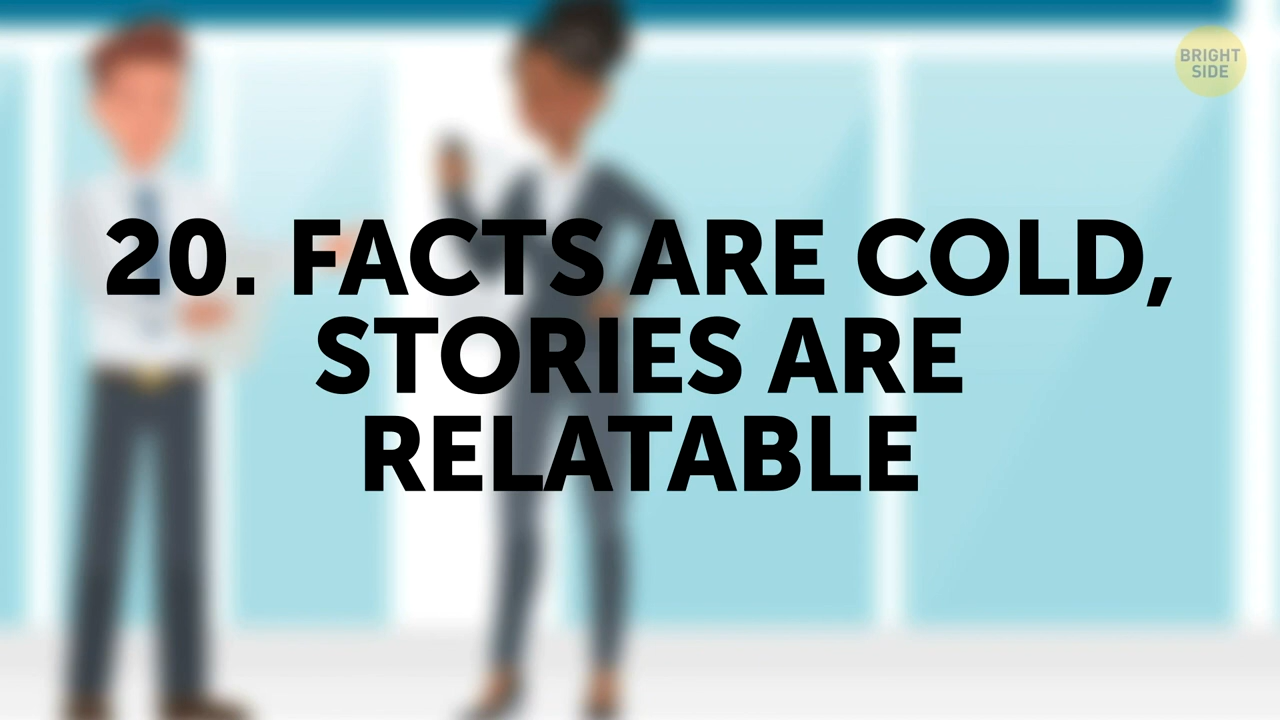 BRIGHT
SIDE
20. FACTS ARE COLD,
STORIES ARE
RELATABLE